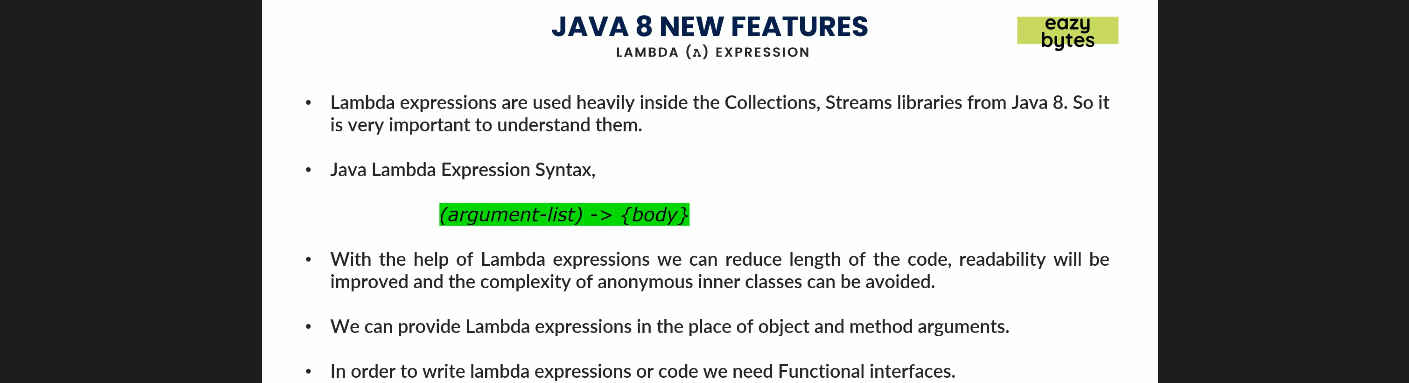 JAVA 8 NEW FEATURES
eazy
bytes
LAMBDA (λ) EXPRESSION
• Lambda expressions are used heavily inside the Collections, Streams libraries from Java 8. So it
is very important to understand them.
• Java Lambda Expression Syntax,
(argument-list) -> {body}
• With the help of Lambda expressions we can reduce length of the code, readability will be
improved and the complexity of anonymous inner classes can be avoided.
• We can provide Lambda expressions in the place of object and method arguments.
• In order to write lambda expressions or code we need Functional interfaces.